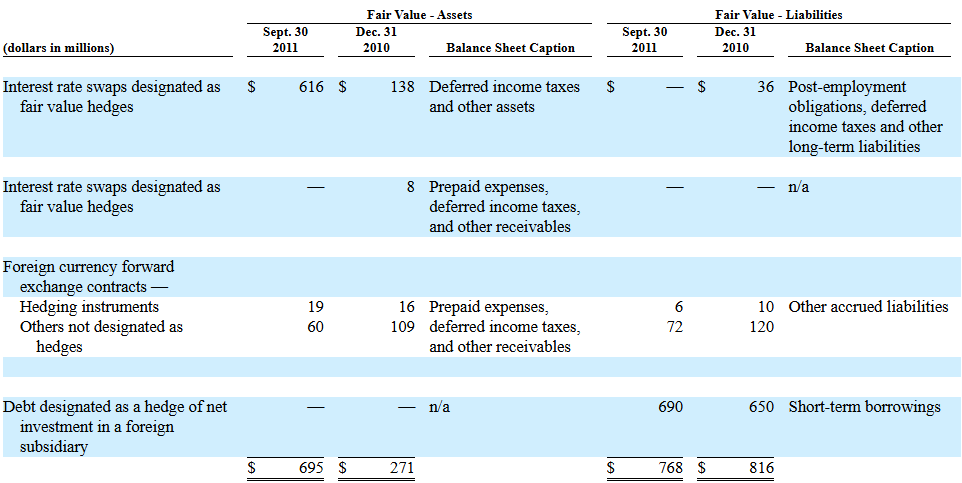 Fair Value - Assets Fair Value - Liabilities
Sept. 30 Dec. 31 Sept. 30 Dec. 31
(dollars in millions) 2011 2010 Balance Sheet Caption 2011 2010 Balance Sheet Caption
Interest rate swaps designated as $ 616 $ 138 Deferred income taxes $ — $ 36 Post-employment
fair value hedges and other assets obligations, deferred
income taxes and other
long-term liabilities
Interest rate swaps designated as — 8 Prepaid expenses, — — n/a
fair value hedges deferred income taxes,
and other receivables
Foreign currency forward
exchange contracts —
Hedging instruments 19 16 Prepaid expenses, 6 10 Other accrued liabilities
Others not designated as 60 109 deferred income taxes, 72 120
hedges and other receivables
Debt designated as a hedge of net — — n/a 690 650 Short-term borrowings
investment in a foreign
subsidiary
$ 695 $ 271 $ 768 $ 816